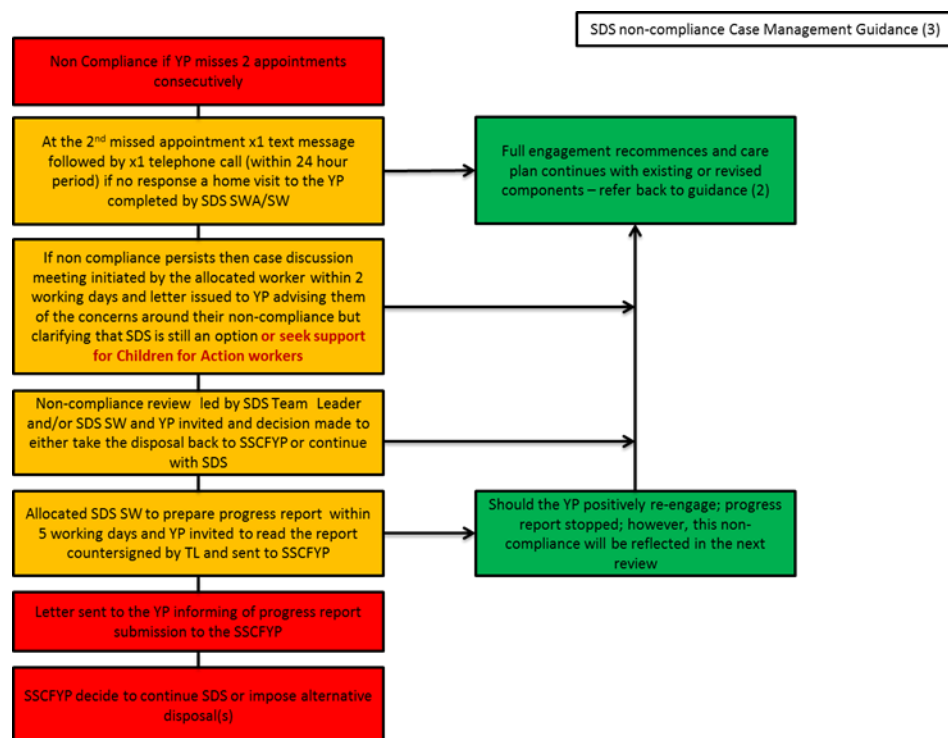 SDS non-compliance Case Management Guidance (3)
Non Compliance if YP misses 2 appointments
consecutively
At the 2nd missed appointment x1 text message
followed by x1 telephone call (within 24 hour
period) if no response a home visit to the YP
completed by SDS SWA/SW
Full engagement recommences and care
plan continues with existing or revised
components – refer back to guidance (2)
If non compliance persists then case discussion
meeting initiated by the allocated worker within 2
working days and letter issued to YP advising them
of the concerns around their non-compliance but
clarifying that SDS is still an option or seek support
for Children for Action workers
Non-compliance review led by SDS Team Leader
and/or SDS SW and YP invited and decision made to
either take the disposal back to SSCFYP or continue
with SDS
Allocated SDS SW to prepare progress report within
5 working days and YP invited to read the report
countersigned by TL and sent to SSCFYP
Should the YP positively re-engage; progress
report stopped; however, this non-
compliance will be reflected in the next
review
Letter sent to the YP informing of progress report
submission to the SSCFYP
SSCFYP decide to continue SDS or impose alternative
disposal(s)